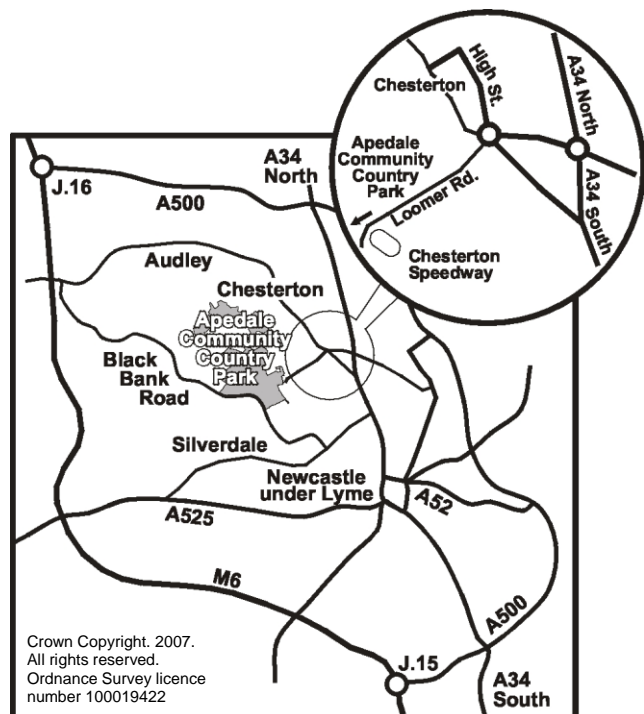 Chesterton
High St.
A34 North
Apedale
Community
Country
Park
Loomer Rd.
A34 South
Chesterton
Speedway
J.16
A500
A34
North
Audley
Chesterton
Apedale
Community
Country
Park
Black
Bank
Road
Silverdale
Newcastle
under Lyme
A52
A525
M6
A500
J.15
A34
South
Crown Copyright. 2007.
All rights reserved.
Ordnance Survey licence
number 100019422